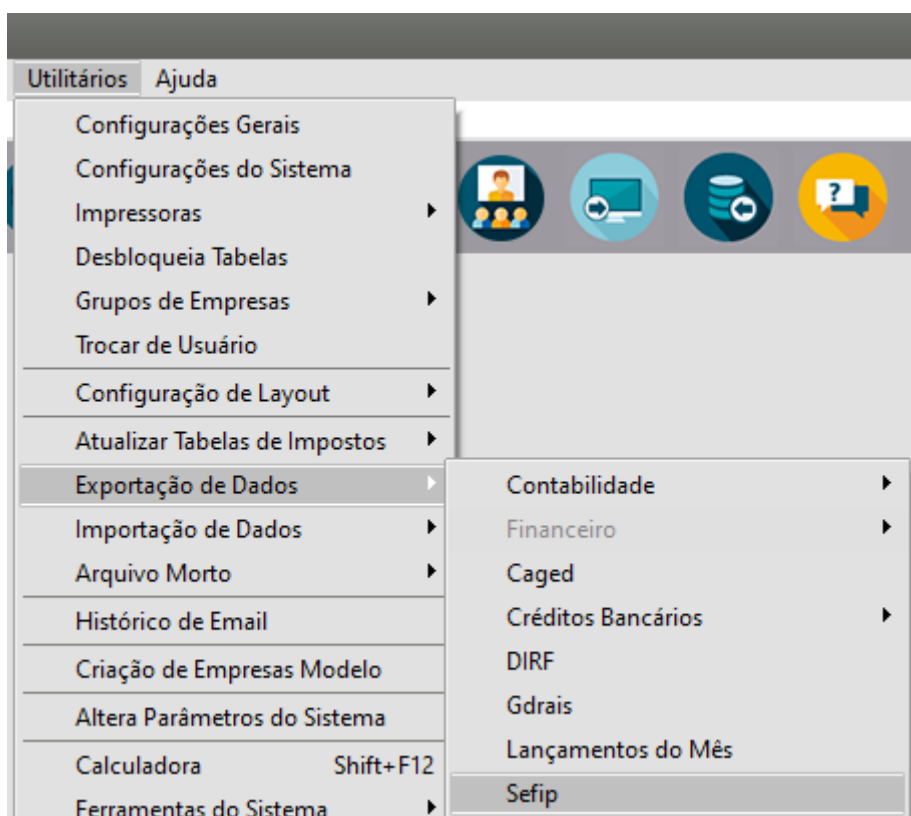 Utilitários Ajuda
Configurações Gerais
Configurações do Sistema
Impressoras
?
Desbloqueia Tabelas
Grupos de Empresas
Trocar de Usuário
Configuração de Layout
Atualizar Tabelas de Impostos
Exportação de Dados
Importação de Dados
Arquivo Morto
Histórico de Email
Criação de Empresas Modelo
Altera Parâmetros do Sistema
Calculadora Shift+F12
Ferramentas do Sistema
Contabilidade
Financeiro
Caged
Créditos Bancários
DIRF
Gdrais
Lançamentos do Mês
Sefip